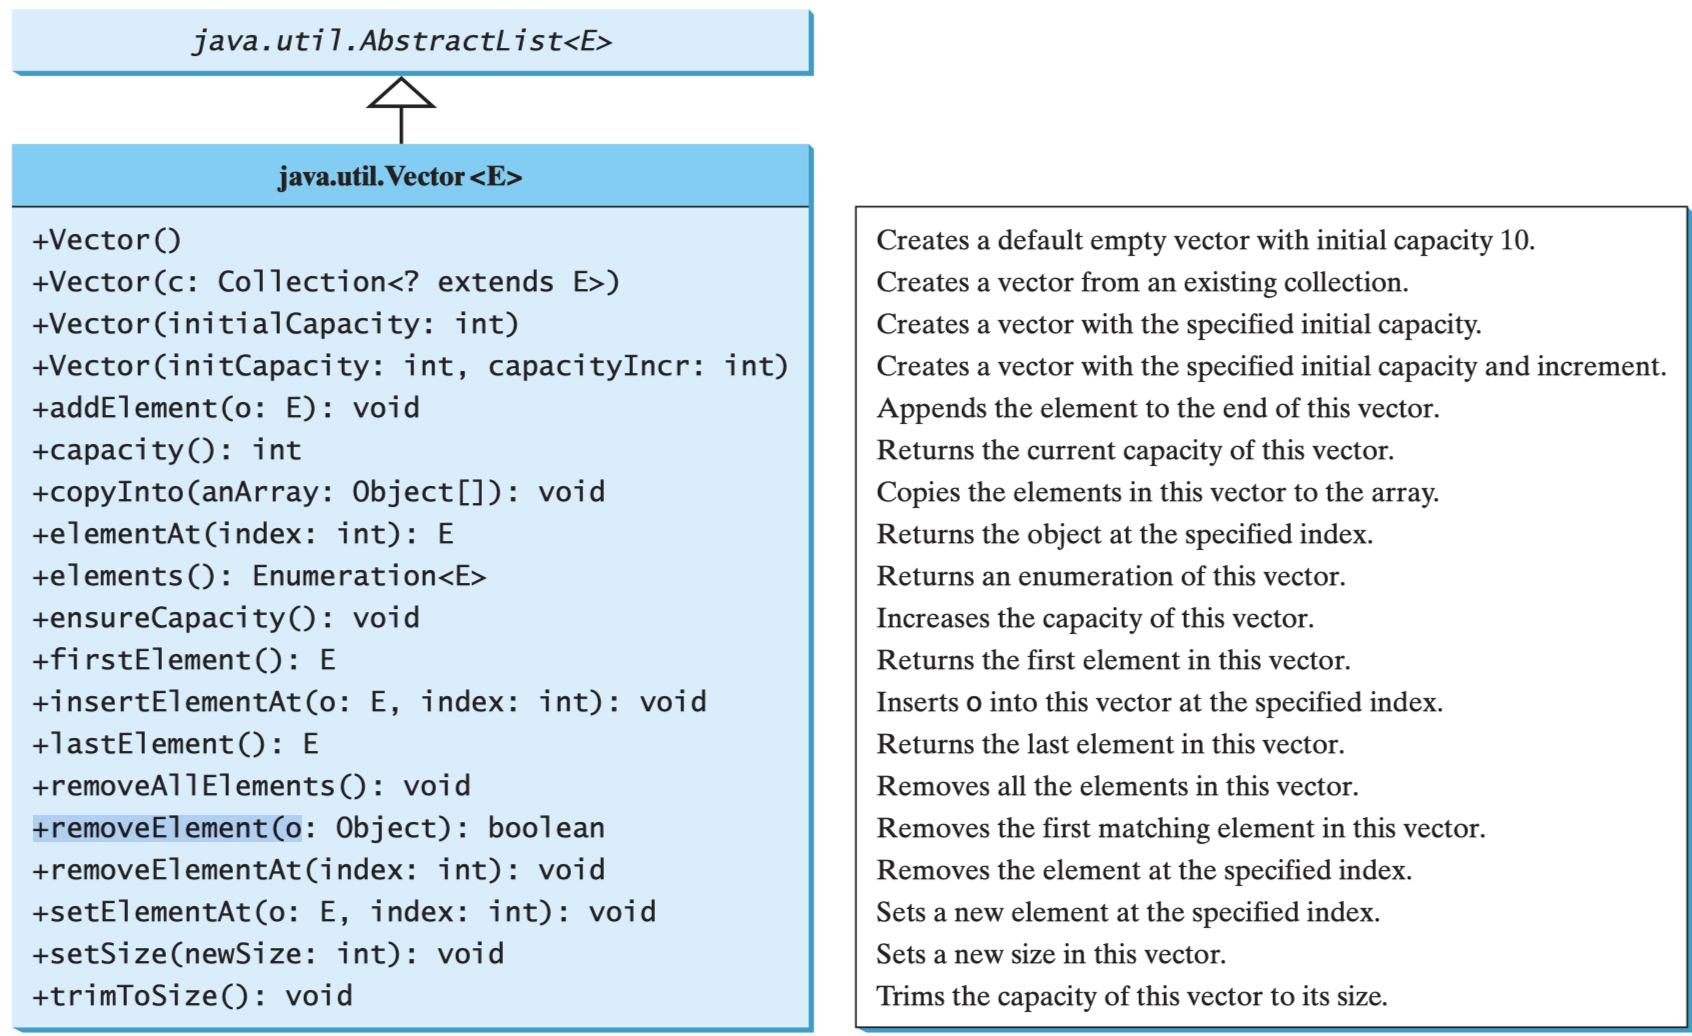 java.util.AbstractList<E>
java.util.Vector<E>
+Vector()
+Vector(c: Collection<? extends E>)
+Vector(initialCapacity: int)
+Vector(initCapacity: int, capacityIncr: int)
+addElement(o: E): void
+capacity(): int
+copyInto(anArray: Object[]): void
+elementAt(index: int): E
+elements(): Enumeration<E>
+ensureCapacity(): void
+firstElement(): E
+insertElementAt(o: E, index: int): void
+lastElement(): E
+removeAllElements(): void
+removeElement(o: Object): boolean
+removeElementAt(index: int): void
+setElementAt(o: E, index: int): void
+setSize(newSize: int): void
+trimToSize(): void
Creates a default empty vector with initial capacity 10.
Creates a vector from an existing collection.
Creates a vector with the specified initial capacity.
Creates a vector with the specified initial capacity and increment.
Appends the element to the end of this vector.
Returns the current capacity of this vector.
Copies the elements in this vector to the array.
Returns the object at the specified index.
Returns an enumeration of this vector.
Increases the capacity of this vector.
Returns the first element in this vector.
Inserts o into this vector at the specified index.
Returns the last element in this vector.
Removes all the elements in this vector.
Removes the first matching element in this vector.
Removes the element at the specified index.
Sets a new element at the specified index.
Sets a new size in this vector.
Trims the capacity of this vector to its size.